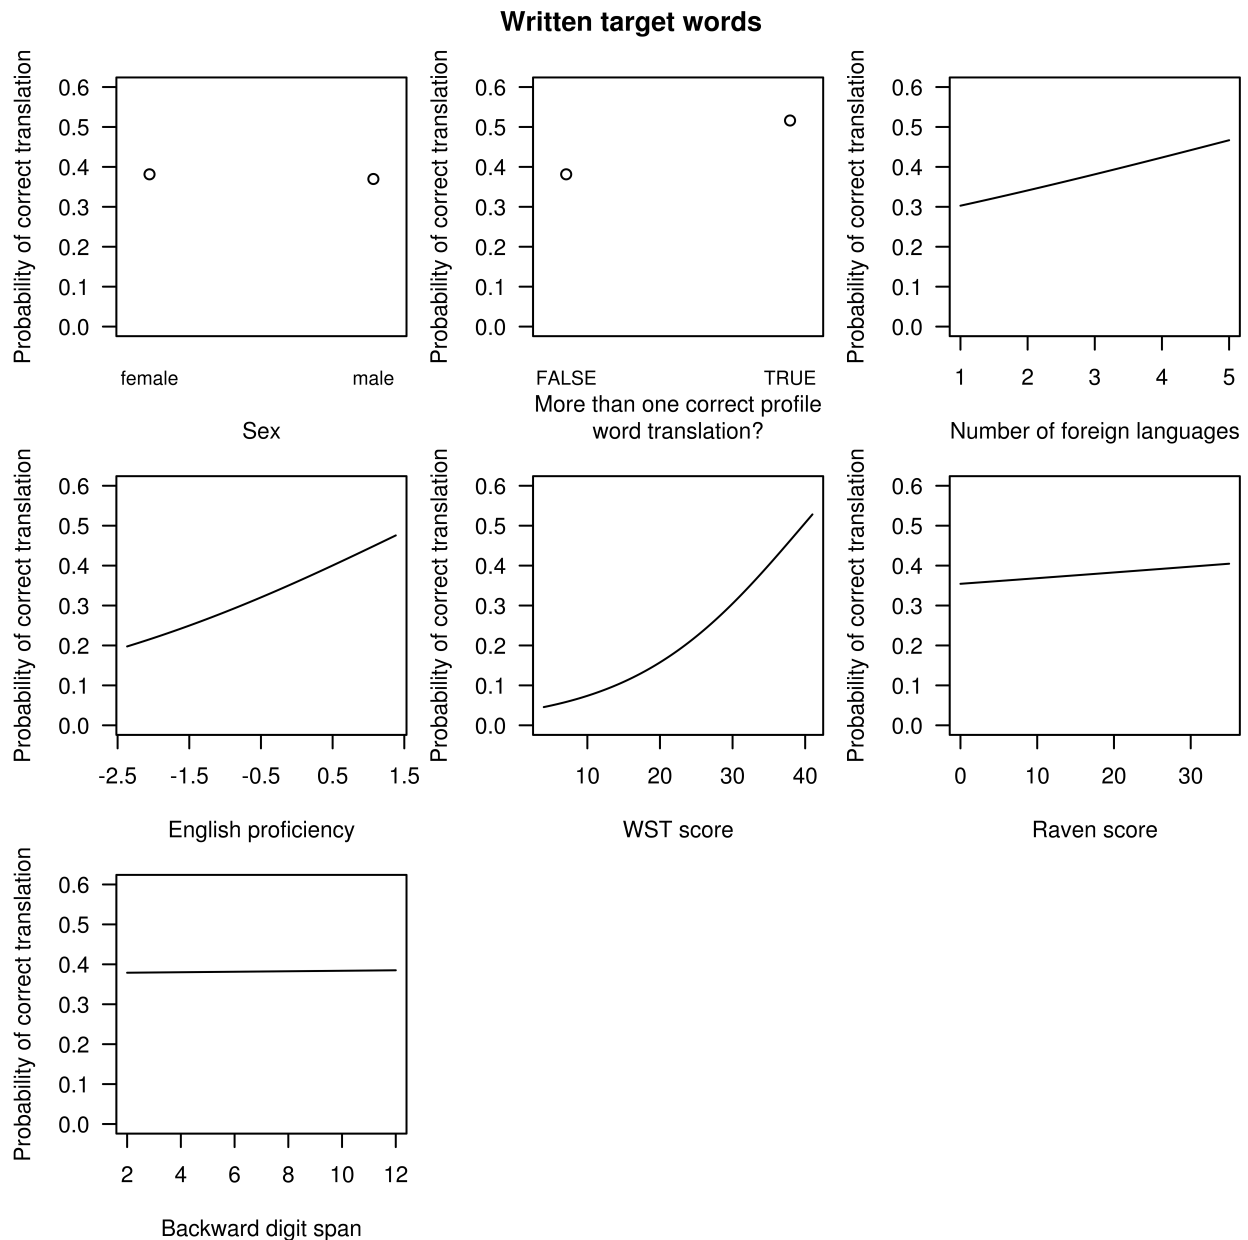 Written target words
Probability of correct translation
0.6
0.5
0.4
0.3
0.2
0.1
0.0
female male
Sex
Probability of correct translation
0.6
0.5
0.4
0.3
0.2
0.1
0.0
FALSE TRUE
More than one correct profile
word translation?
Probability of correct translation
0.6
0.5
0.4
0.3
0.2
0.1
0.0
1 2 3 4 5
Number of foreign languages
Probability of correct translation
0.6
0.5
0.4
0.3
0.2
0.1
0.0
-2.5 -1.5 -0.5 0.5 1.5
English proficiency
Probability of correct translation
0.6
0.5
0.4
0.3
0.2
0.1
0.0
10 20 30 40
WST score
Probability of correct translation
0.6
0.5
0.4
0.3
0.2
0.1
0.0
0 10 20 30
Raven score
Probability of correct translation
0.6
0.5
0.4
0.3
0.2
0.1
0.0
2 4 6 8 10 12
Backward digit span